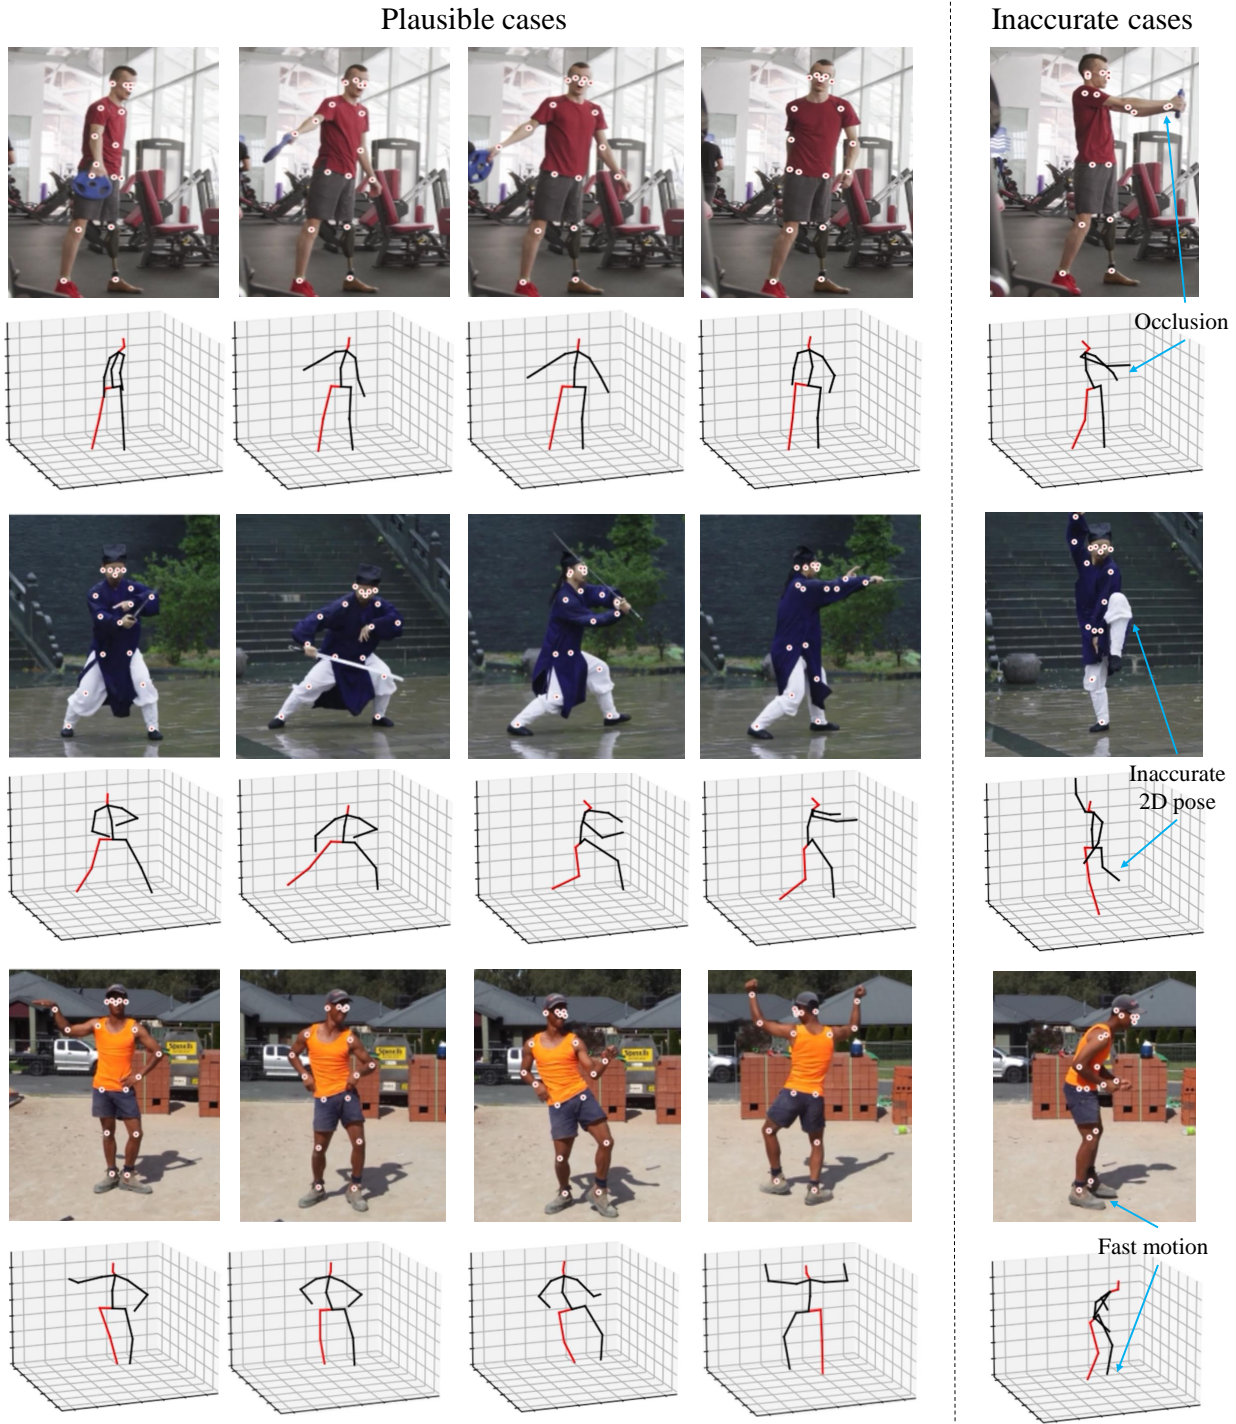 Plausible cases
Inaccurate cases
Occlusion
Inaccurate
2D pose
Fast motion